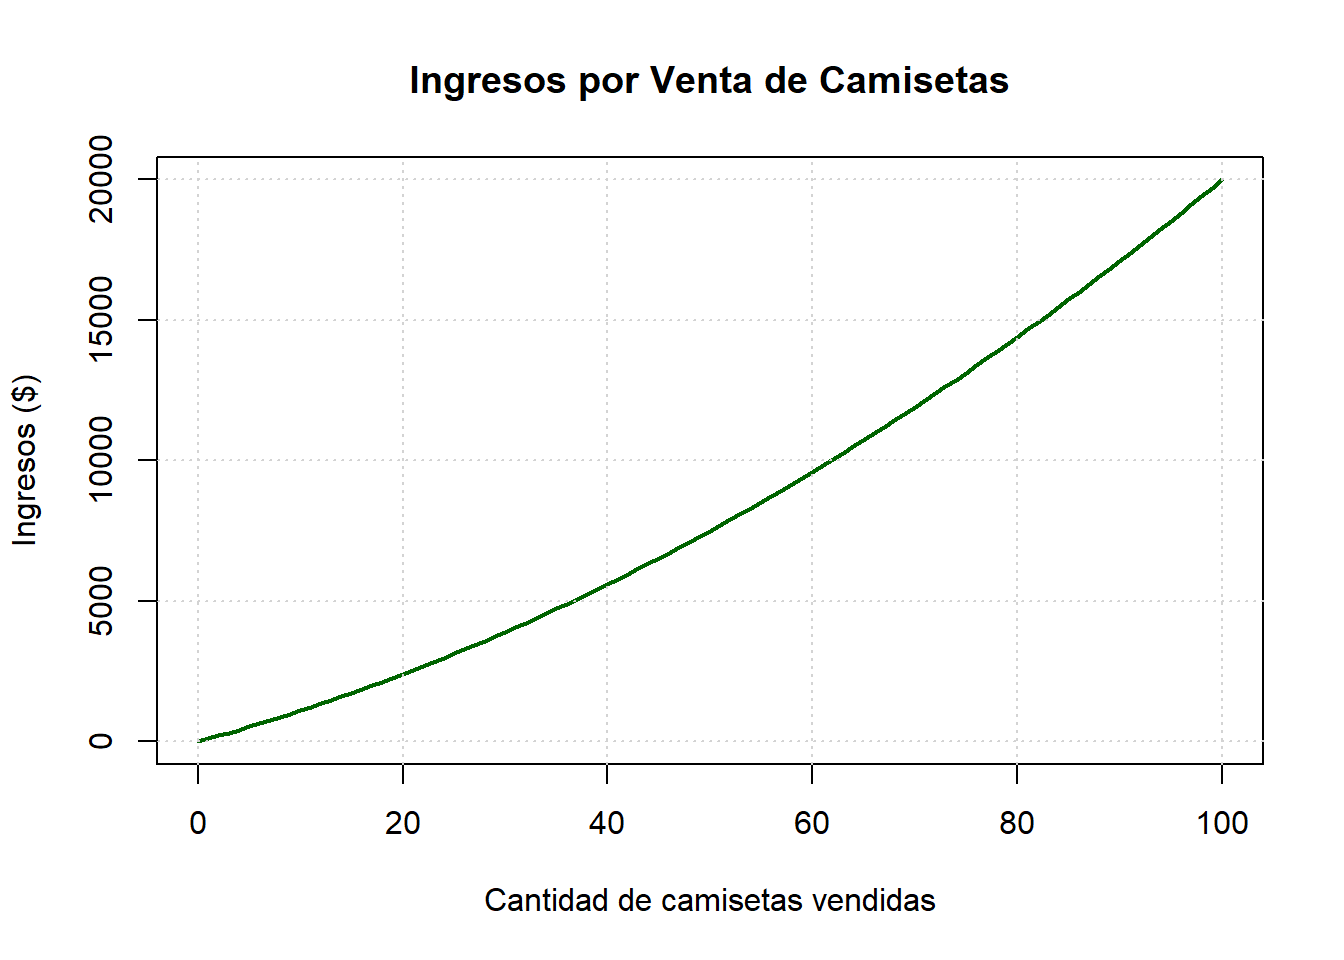 Ingresos por Venta de Camisetas
Ingresos ($)
20000
15000
10000
5000
0
0 20 40 60 80 100
Cantidad de camisetas vendidas